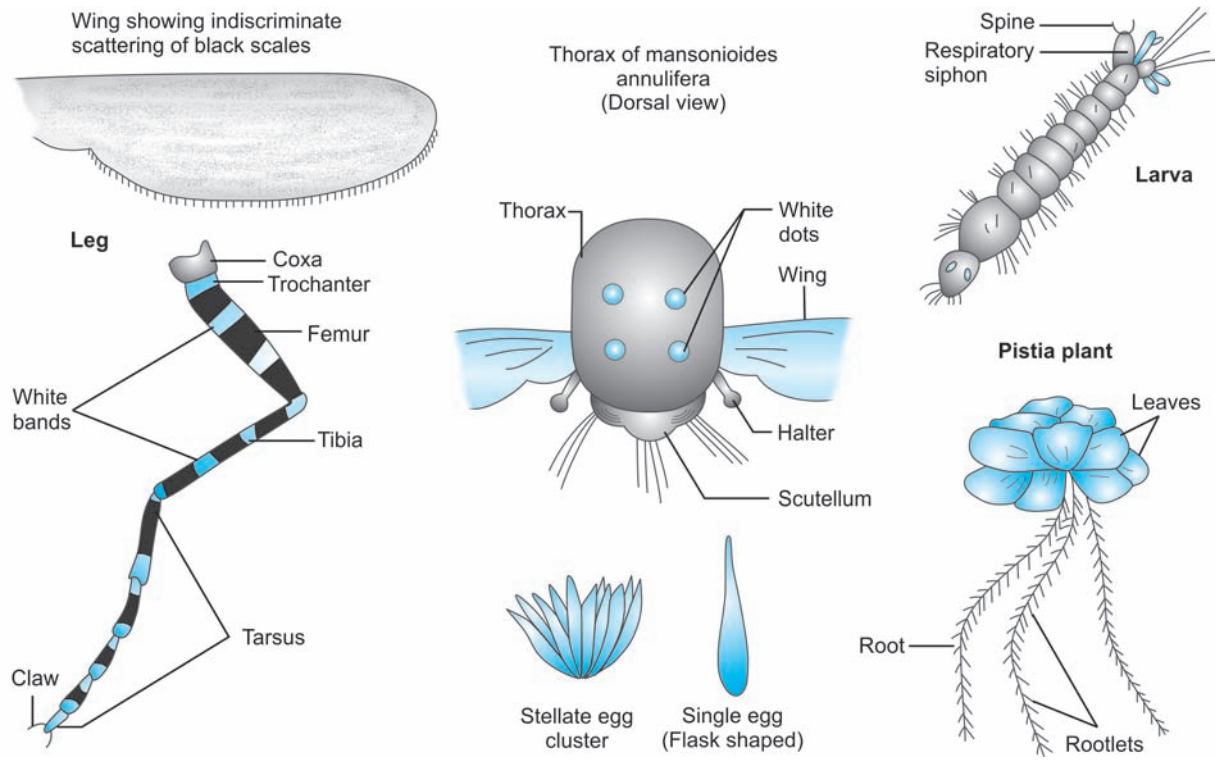 Wing showing indiscriminate
scattering of black scales
Leg
Coxa
Trochanter
Femur
White
bands
Tibia
Tarsus
Claw
Thorax of mansonioides
annulifera
(Dorsal view)
Thorax
White
dots
Wing
Halter
Scutellum
Stellate egg
cluster
Single egg
(Flask shaped)
Spine
Respiratory
siphon
Larva
Pistia plant
Leaves
Root
Rootlets